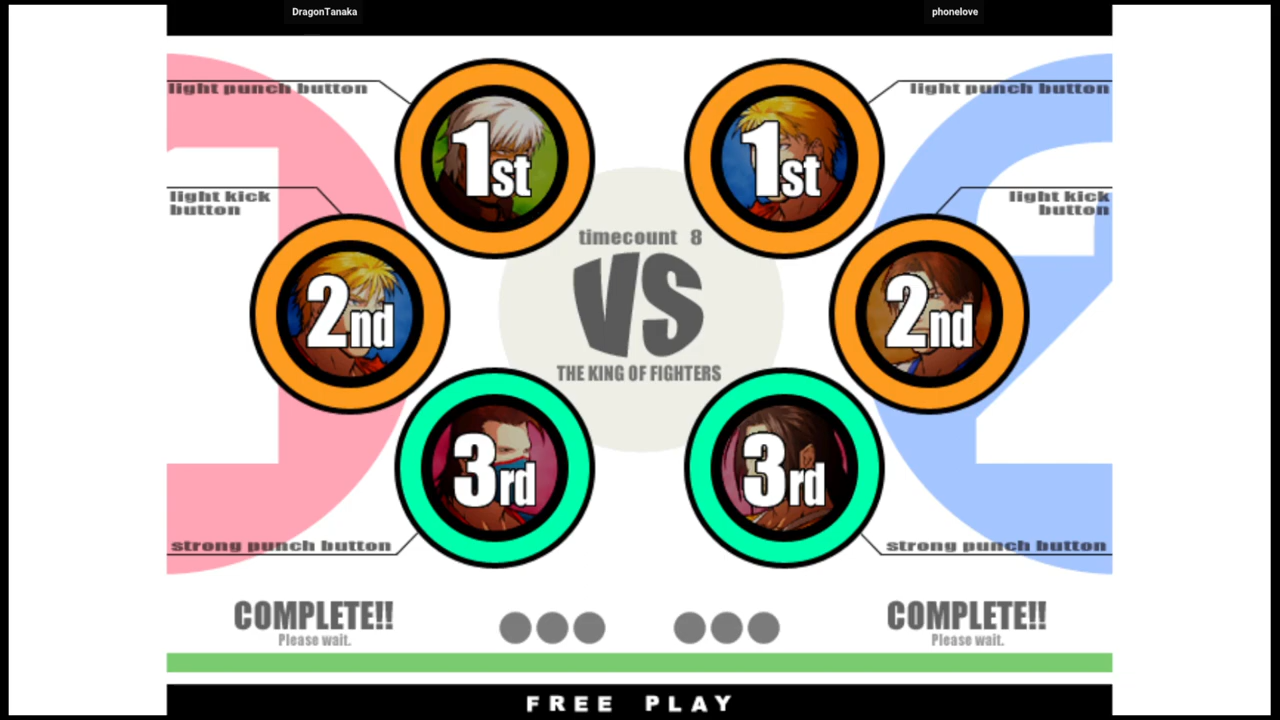 DragonTanaka
phonelove
light punch button
light punch button
1st
1st
light kick
button
light kick
button
timecount 8
VS
THE KING OF FIGHTERS
2nd
2nd
3rd
3rd
strong punch button
strong punch button
COMPLETE!!
Please wait.
COMPLETE!!
Please wait.
FREE PLAY